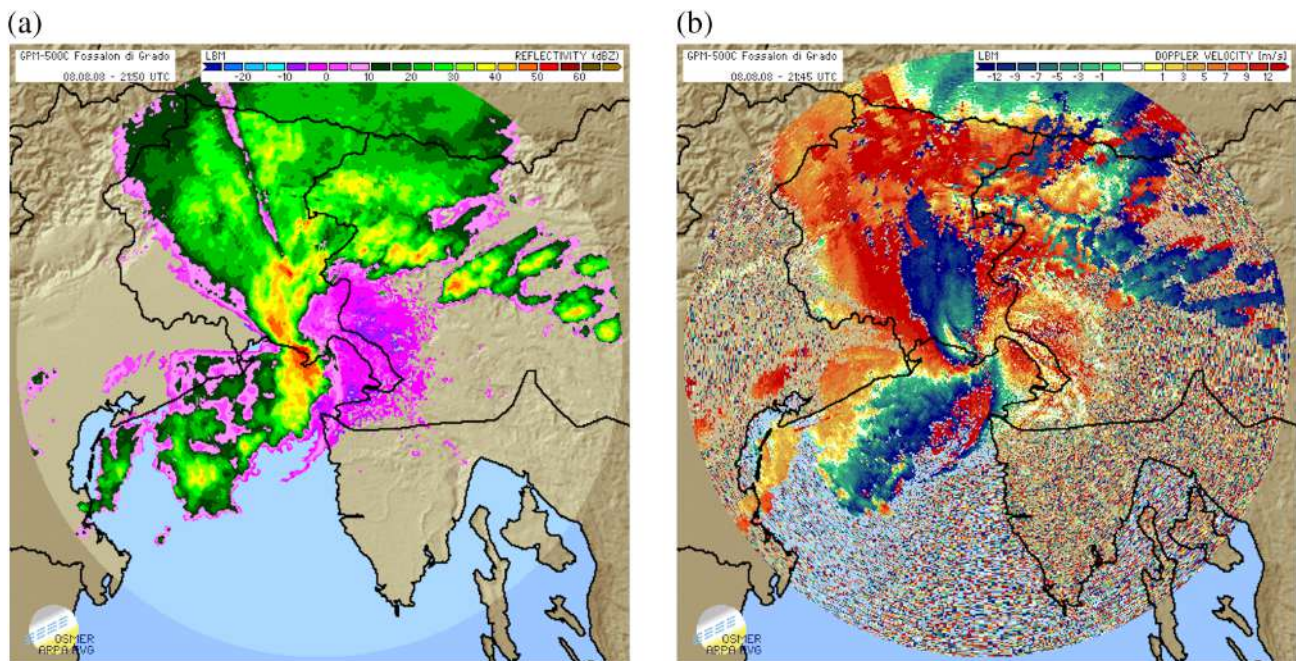 (a)
GPM-500C Fossalon di Grado
08.08.08 - 21:50 UTC
LBM REFLECTIVITY (dBZ)
-20 -10 0 10 20 30 40 50 60
OSMER
ARPA FVG
(b)
GPM-500C Fossalon di Grado
08.08.08 - 21:45 UTC
LBM DOPPLER VELOCITY [m/s]
-12 -9 -7 -5 -3 -1 1 3 5 7 9 12
OSMER
ARPA FVG